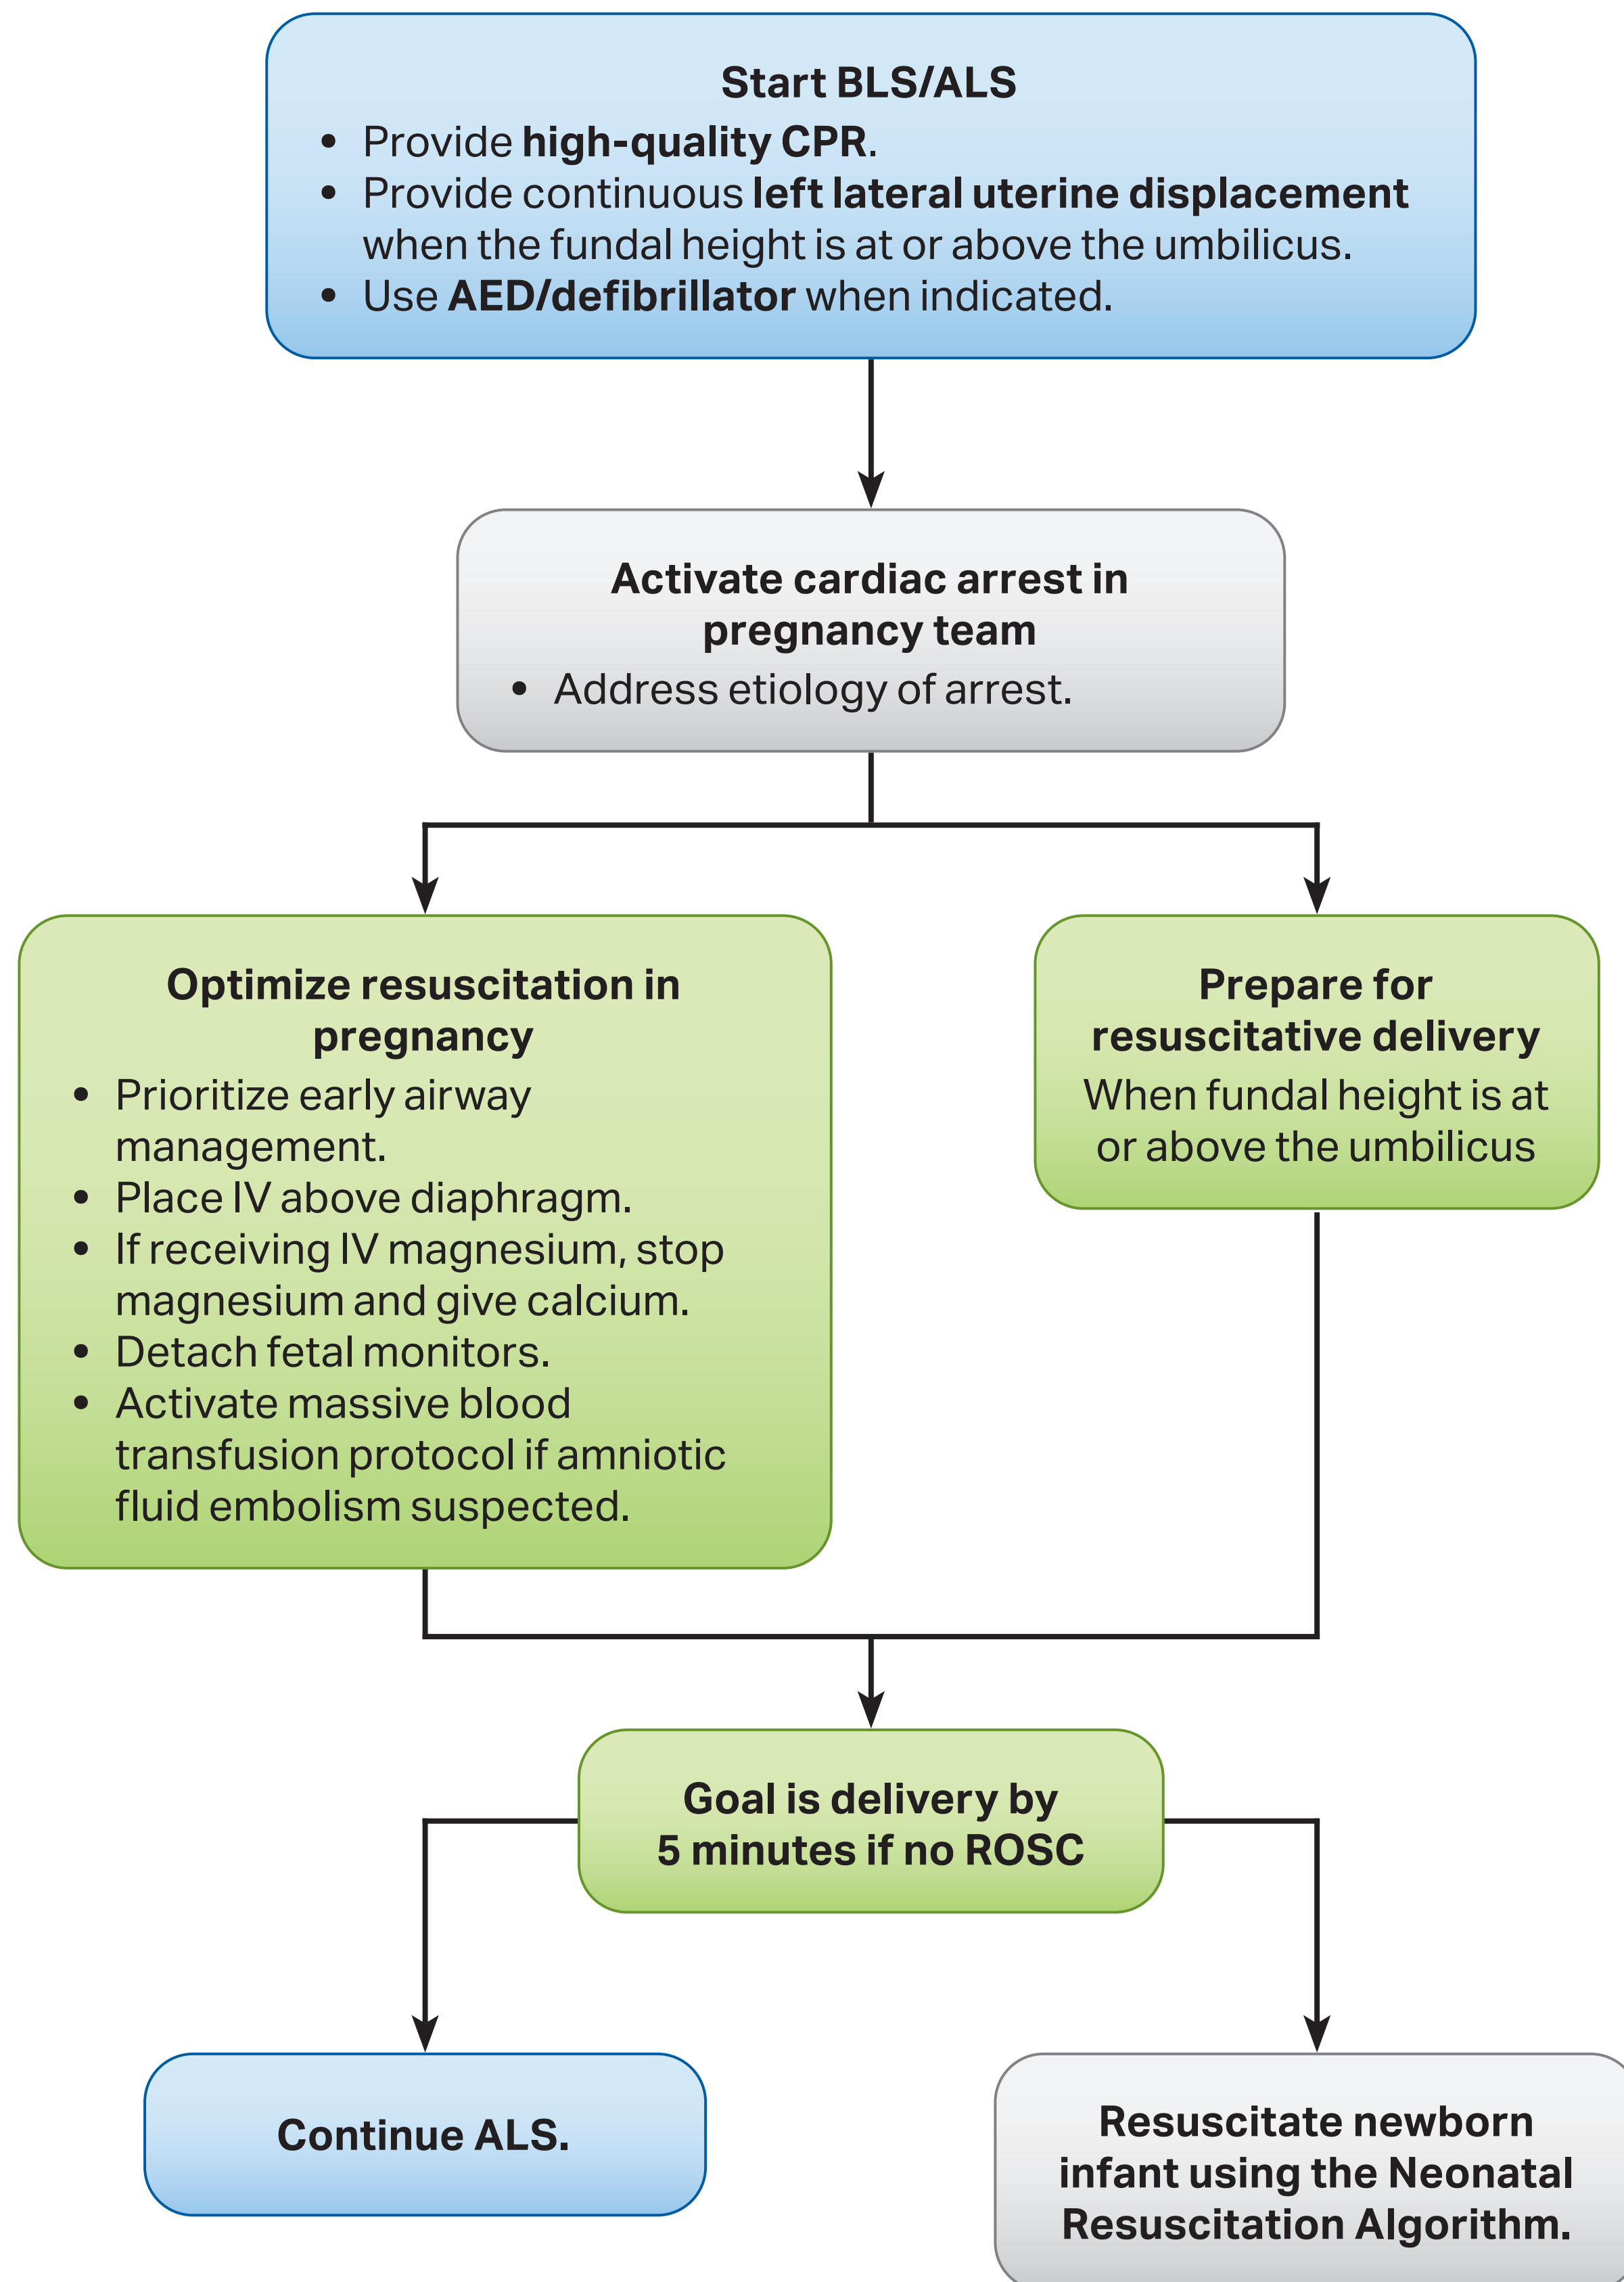 Start BLS/ALS
• Provide high-quality CPR.
• Provide continuous left lateral uterine displacement
when the fundal height is at or above the umbilicus.
• Use AED/defibrillator when indicated.
Activate cardiac arrest in
pregnancy team
• Address etiology of arrest.
Optimize resuscitation in
pregnancy
• Prioritize early airway
management.
• Place IV above diaphragm.
• If receiving IV magnesium, stop
magnesium and give calcium.
• Detach fetal monitors.
• Activate massive blood
transfusion protocol if amniotic
fluid embolism suspected.
Prepare for
resuscitative delivery
When fundal height is at
or above the umbilicus
Goal is delivery by
5 minutes if no ROSC
Continue ALS.
Resuscitate newborn
infant using the Neonatal
Resuscitation Algorithm.